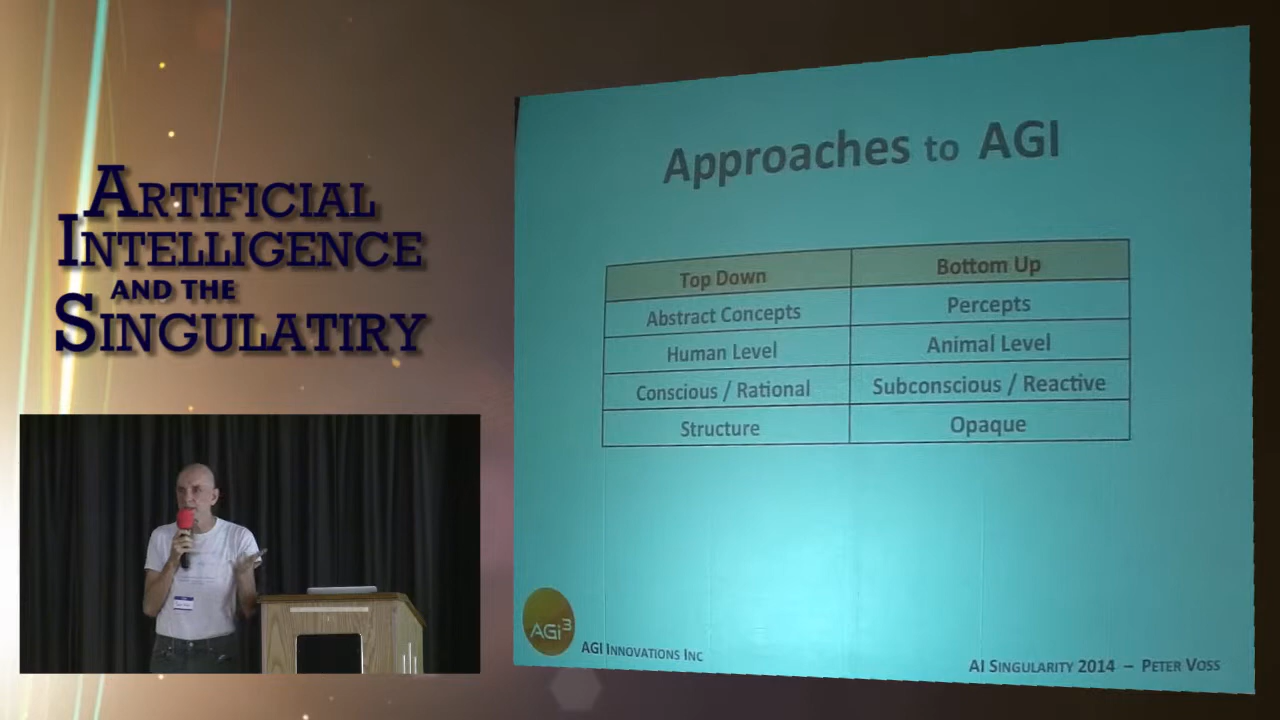 ARTIFICIAL
INTELLIGENCE
AND THE
SINGULATIRY
Approaches to AGI
Top Down Bottom Up
Abstract Concepts Percepts
Human Level Animal Level
Conscious / Rational Subconscious / Reactive
Structure Opaque
AGi3
AGI INNOVATIONS INC
AI SINGULARITY 2014 – PETER VOSS